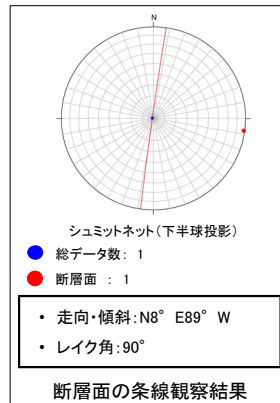 N
シュミットネット(下半球投影)
総データ数: 1
断層面 : 1
• 走向・傾斜:N8° E89° W
• レイク角:90°
断層面の条線観察結果